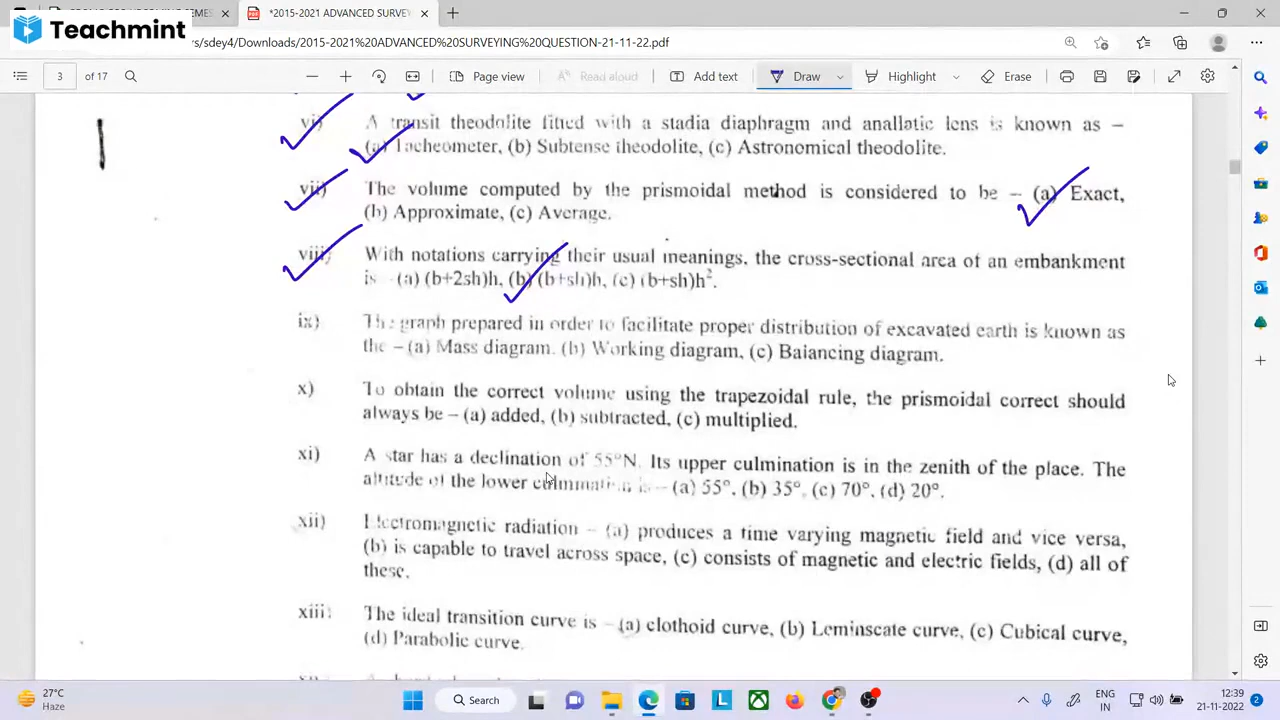 *2015-2021 ADVANCED SURVEY
Teachmint
rs/sdey4/Downloads/2015-2021%20ADVANCED%20SURVEYING%20QUESTION-21-11-22.pdf
3 of 17
Page view
Read aloud
Add text
Draw
Highlight
Erase
vi) A transit theodolite fitted with a stadia diaphragm and anallatic lens is known as –
(a) Tacheometer, (b) Subtense theodolite, (c) Astronomical theodolite.
vii) The volume computed by the prismoidal method is considered to be – (a) Exact,
(b) Approximate, (c) Average.
viii) With notations carrying their usual meanings, the cross-sectional area of an embankment
is – (a) (b+2sh)h, (b) (b+sh)h, (c) (b+sh)h².
ix) The graph prepared in order to facilitate proper distribution of excavated earth is known as
the – (a) Mass diagram. (b) Working diagram, (c) Balancing diagram.
x) To obtain the correct volume using the trapezoidal rule, the prismoidal correct should
always be – (a) added, (b) subtracted, (c) multiplied.
xi) A star has a declination of 55°N. Its upper culmination is in the zenith of the place. The
altitude of the lower culmination is – (a) 55°, (b) 35°, (c) 70°, (d) 20°.
xii) Electromagnetic radiation – (a) produces a time varying magnetic field and vice versa,
(b) is capable to travel across space, (c) consists of magnetic and electric fields, (d) all of
these.
xiii) The ideal transition curve is – (a) clothoid curve, (b) Leminscate curve, (c) Cubical curve,
(d) Parabolic curve.
27°C
Haze
Search
ENG
IN
12:39
21-11-2022